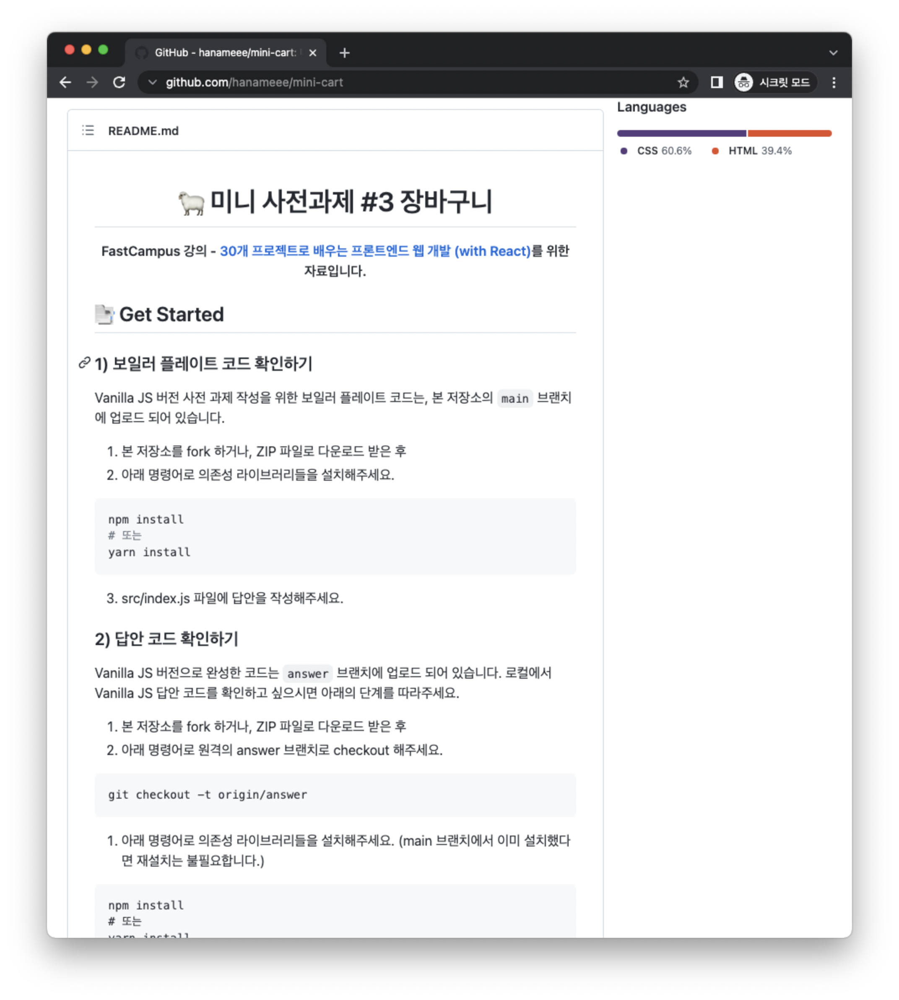 GitHub - hanameee/mini-cart:
github.com/hanameee/mini-cart
시크릿 모드
README.md
🐑 미니 사전과제 #3 장바구니
FastCampus 강의 - 30개 프로젝트로 배우는 프론트엔드 웹 개발 (with React)를 위한
자료입니다.
📑 Get Started
1) 보일러 플레이트 코드 확인하기
Vanilla JS 버전 사전 과제 작성을 위한 보일러 플레이트 코드는, 본 저장소의 main 브랜치
에 업로드 되어 있습니다.
1. 본 저장소를 fork 하거나, ZIP 파일로 다운로드 받은 후
2. 아래 명령어로 의존성 라이브러리들을 설치해주세요.
npm install
# 또는
yarn install
3. src/index.js 파일에 답안을 작성해주세요.
2) 답안 코드 확인하기
Vanilla JS 버전으로 완성한 코드는 answer 브랜치에 업로드 되어 있습니다. 로컬에서
Vanilla JS 답안 코드를 확인하고 싶으시면 아래의 단계를 따라주세요.
1. 본 저장소를 fork 하거나, ZIP 파일로 다운로드 받은 후
2. 아래 명령어로 원격의 answer 브랜치로 checkout 해주세요.
git checkout -t origin/answer
1. 아래 명령어로 의존성 라이브러리들을 설치해주세요. (main 브랜치에서 이미 설치했다
면 재설치는 불필요합니다.)
npm install
# 또는
yarn install
Languages
CSS 60.6%
HTML 39.4%